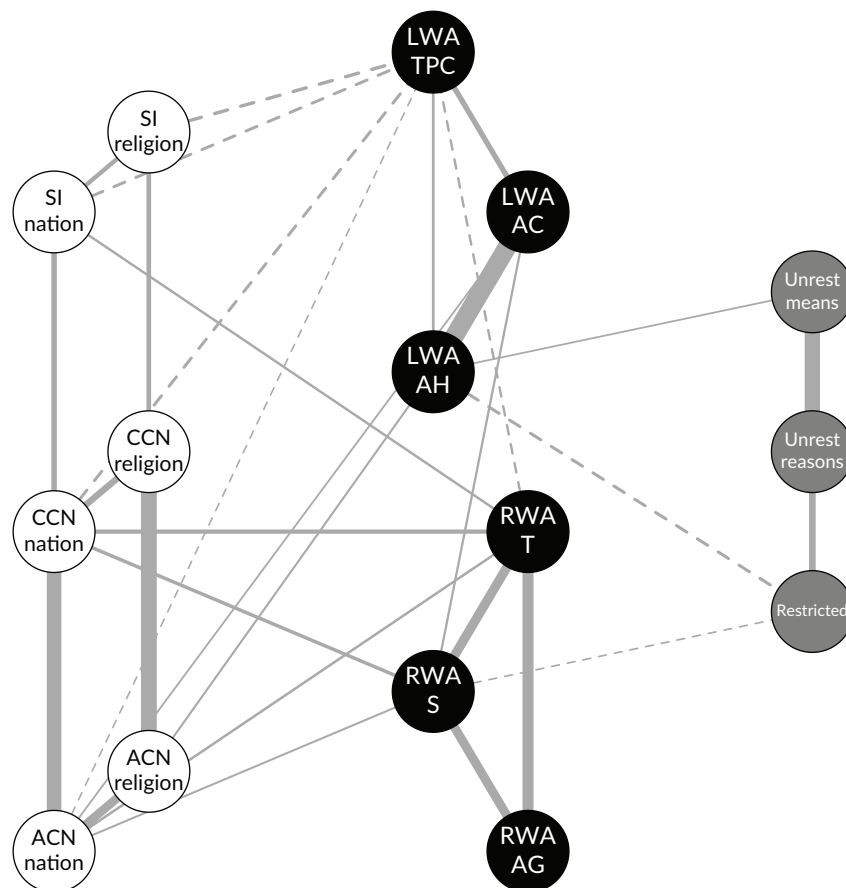 LWA
TPC
SI
religion
SI
nation
LWA
AC
Unrest
means
LWA
AH
CCN
religion
Unrest
reasons
CCN
nation
RWA
T
Restricted
RWA
S
ACN
religion
ACN
nation
RWA
AG